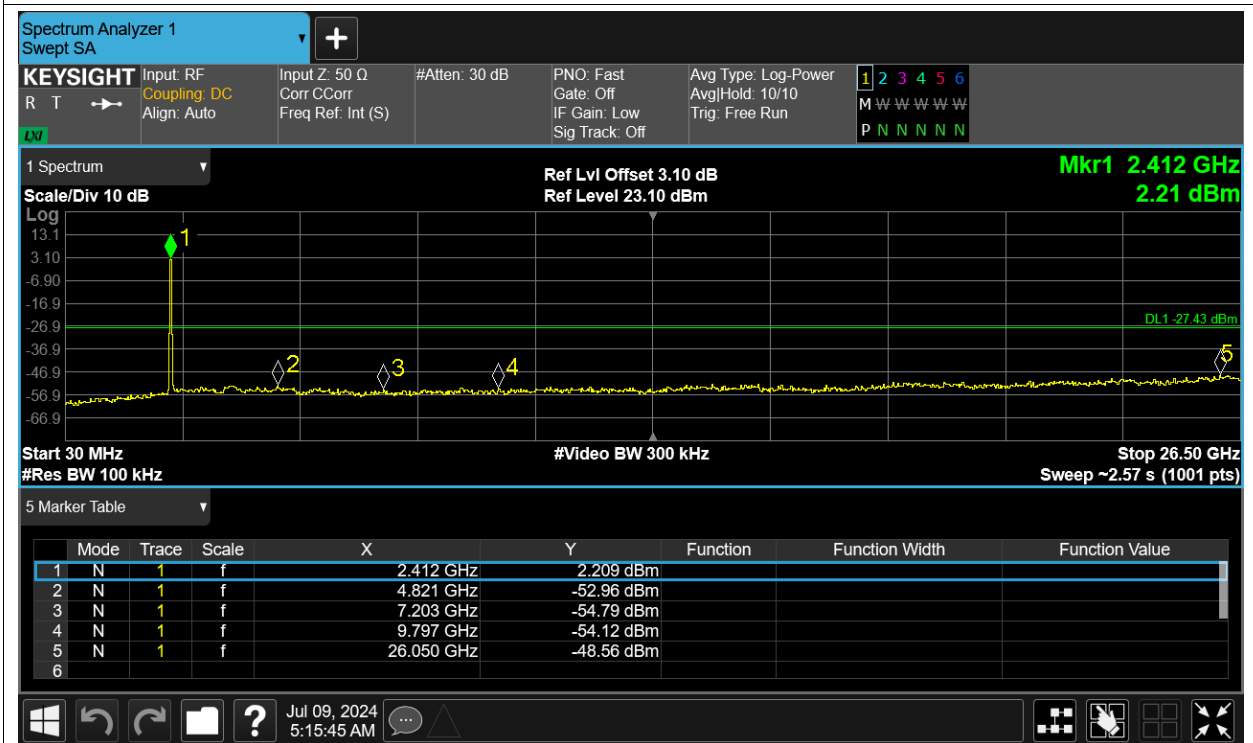 Spectrum Analyzer 1
Swept SA
+
KEYSIGHT Input: RF Input Z: 50 Ω #Atten: 30 dB PNO: Fast Avg Type: Log-Power 1 2 3 4 5 6
R T Coupling: DC Corr CCorr Gate: Off Avg|Hold: 10/10 M W W W W W
Align: Auto Freq Ref: Int (S) IF Gain: Low Trig: Free Run
LXI Sig Track: Off P N N N N N
1 Spectrum Ref Lvl Offset 3.10 dB Mkr1 2.412 GHz
Scale/Div 10 dB Ref Level 23.10 dBm 2.21 dBm
Log
13.1 1
3.10
-6.90
-16.9
DL1 -27.43 dBm
-26.9
-36.9
2 3 4 5
-46.9
-56.9
-66.9
Start 30 MHz #Video BW 300 kHz Stop 26.50 GHz
#Res BW 100 kHz Sweep ~2.57 s (1001 pts)
5 Marker Table
Mode Trace Scale X Y Function Function Width Function Value
1 N 1 f 2.412 GHz 2.209 dBm
2 N 1 f 4.821 GHz -52.96 dBm
3 N 1 f 7.203 GHz -54.79 dBm
4 N 1 f 9.797 GHz -54.12 dBm
5 N 1 f 26.050 GHz -48.56 dBm
6
? Jul 09, 2024
5:15:45 AM